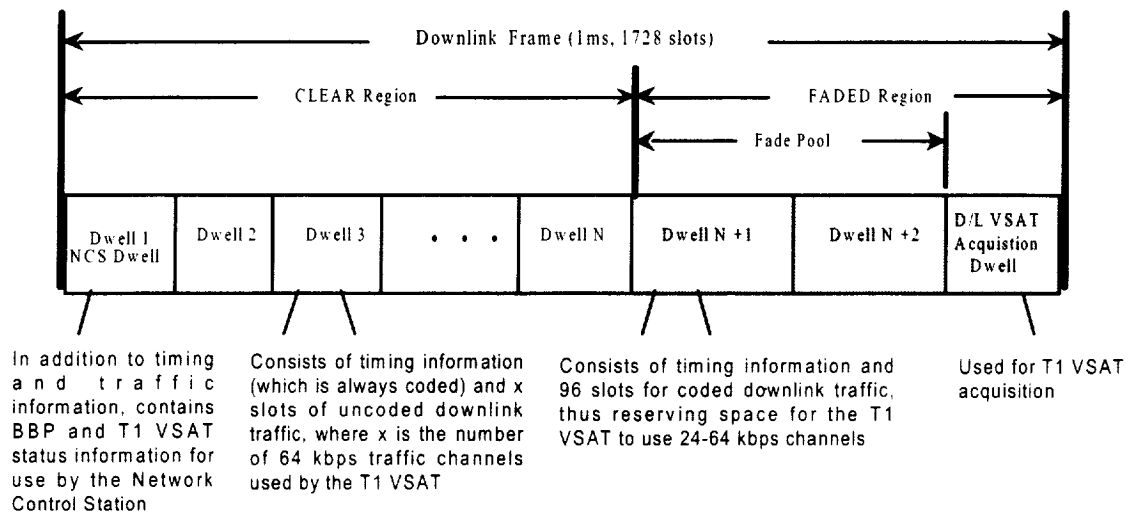 Downlink Frame (1ms, 1728 slots)
CLEAR Region
FADED Region
Fade Pool
Dwell 1
NCS Dwell
Dwell 2
Dwell 3
. . .
Dwell N
Dwell N +1
Dwell N +2
D/L VSAT
Acquistion
Dwell
In addition to timing
and traffic
information, contains
BBP and T1 VSAT
status information for
use by the Network
Control Station
Consists of timing information
(which is always coded) and x
slots of uncoded downlink
traffic, where x is the number
of 64 kbps traffic channels
used by the T1 VSAT
Consists of timing information and
96 slots for coded downlink traffic,
thus reserving space for the T1
VSAT to use 24-64 kbps channels
Used for T1 VSAT
acquisition